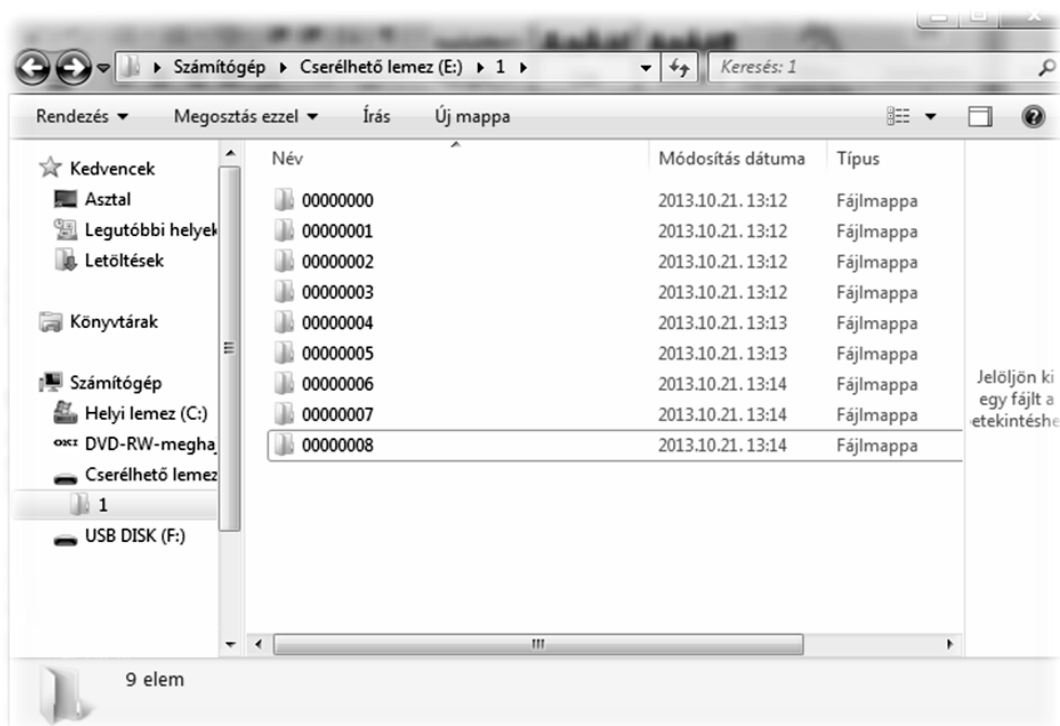 Számítógép ▸ Cserélhető lemez (E:) ▸ 1 ▸
Keresés: 1
Rendezés ▾ Megosztás ezzel ▾ Írás Új mappa
Név Módosítás dátuma Típus
Kedvencek
Asztal
Legutóbbi helyek
Letöltések
Könyvtárak
Számítógép
Helyi lemez (C:)
OKI DVD-RW-megha
Cserélhető lemez
1
USB DISK (F:)
00000000 2013.10.21. 13:12 Fájlmappa
00000001 2013.10.21. 13:12 Fájlmappa
00000002 2013.10.21. 13:12 Fájlmappa
00000003 2013.10.21. 13:12 Fájlmappa
00000004 2013.10.21. 13:13 Fájlmappa
00000005 2013.10.21. 13:13 Fájlmappa
00000006 2013.10.21. 13:14 Fájlmappa
00000007 2013.10.21. 13:14 Fájlmappa
00000008 2013.10.21. 13:14 Fájlmappa
Jelöljön ki
egy fájlt a
etekintéshe
9 elem